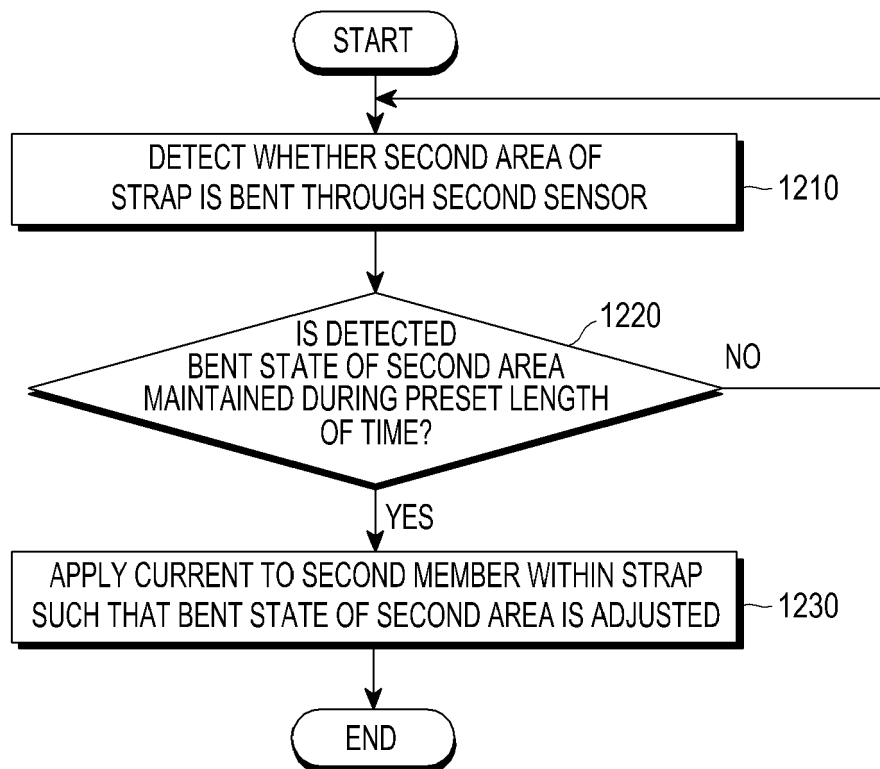 START
DETECT WHETHER SECOND AREA OF
STRAP IS BENT THROUGH SECOND SENSOR
1210
IS DETECTED
BENT STATE OF SECOND AREA
MAINTAINED DURING PRESET LENGTH
OF TIME?
1220
NO
YES
APPLY CURRENT TO SECOND MEMBER WITHIN STRAP
SUCH THAT BENT STATE OF SECOND AREA IS ADJUSTED
1230
END